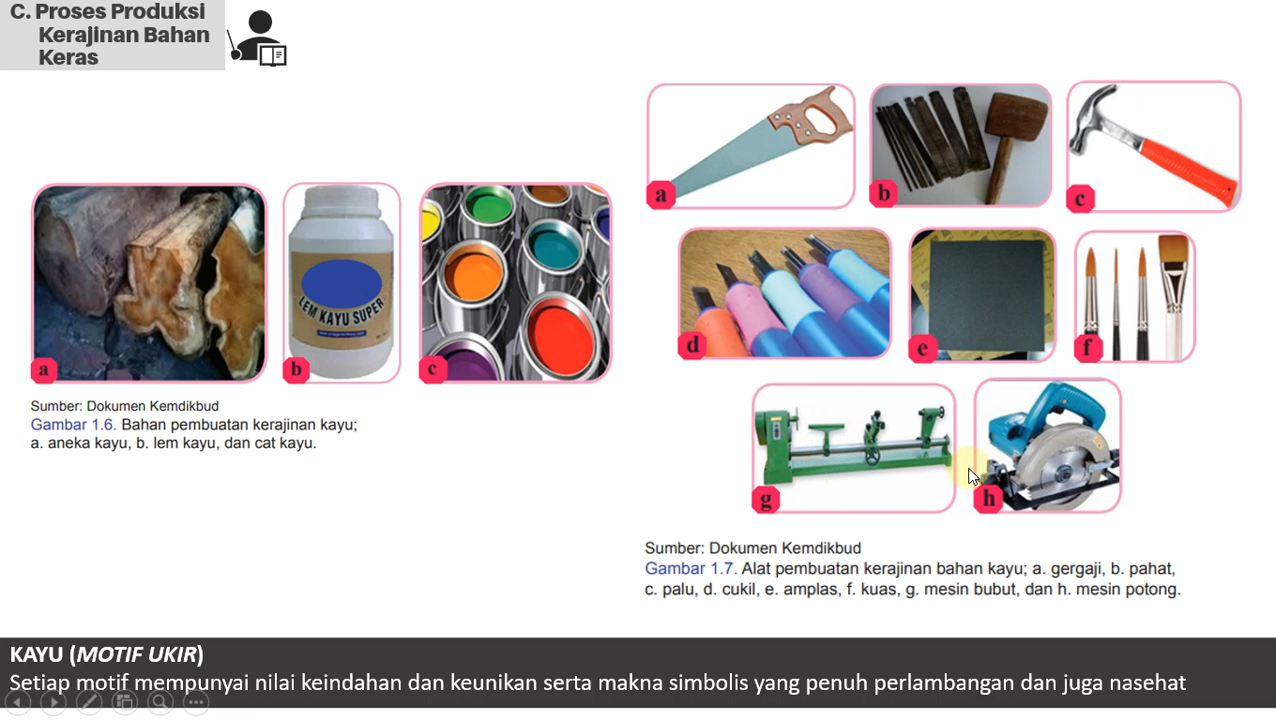 C. Proses Produksi
Kerajinan Bahan
Keras
a
b
LEM KAYU SUPER
c
Sumber: Dokumen Kemdikbud
Gambar 1.6. Bahan pembuatan kerajinan kayu;
a. aneka kayu, b. lem kayu, dan cat kayu.
a
b
c
d
e
f
g
h
Sumber: Dokumen Kemdikbud
Gambar 1.7. Alat pembuatan kerajinan bahan kayu; a. gergaji, b. pahat,
c. palu, d. cukil, e. amplas, f. kuas, g. mesin bubut, dan h. mesin potong.
KAYU (MOTIF UKIR)
Setiap motif mempunyai nilai keindahan dan keunikan serta makna simbolis yang penuh perlambangan dan juga nasehat